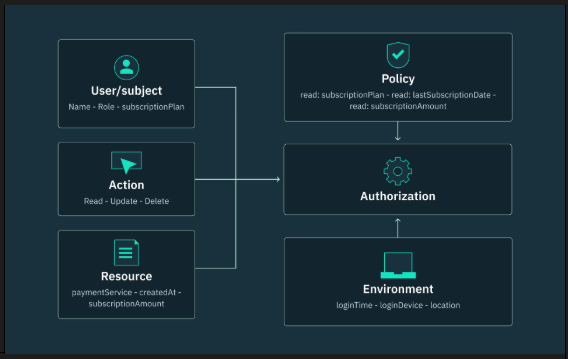 User/subject
Name - Role - subscriptionPlan
Action
Read - Update - Delete
Resource
paymentService - createdAt -
subscriptionAmount
Policy
read: subscriptionPlan - read: lastSubscriptionDate -
read: subscriptionAmount
Authorization
Environment
loginTime - loginDevice - location